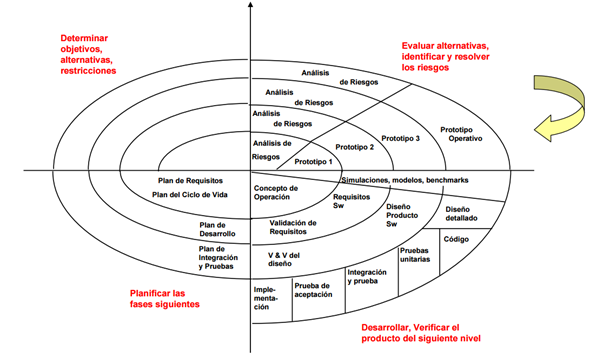 Determinar
objetivos,
alternativas,
restricciones
Evaluar alternativas,
identificar y resolver
los riesgos
Análisis
de Riesgos
Análisis
de Riesgos
Análisis
de Riesgos
Análisis de
Riesgos
Prototipo 1
Prototipo 2
Prototipo 3
Prototipo
Operativo
Simulaciones, modelos, benchmarks
Plan de Requisitos
Plan del Ciclo de Vida
Concepto de
Operación
Requisitos
Sw
Diseño
Producto
Sw
Diseño
detallado
Plan de
Desarrollo
Validación de
Requisitos
Código
Plan de
Integración
y Pruebas
V & V del
diseño
Pruebas
unitarias
Integración
y prueba
Prueba de
aceptación
Imple-
mentación
Planificar las
fases siguientes
Desarrollar, Verificar el
producto del siguiente nivel